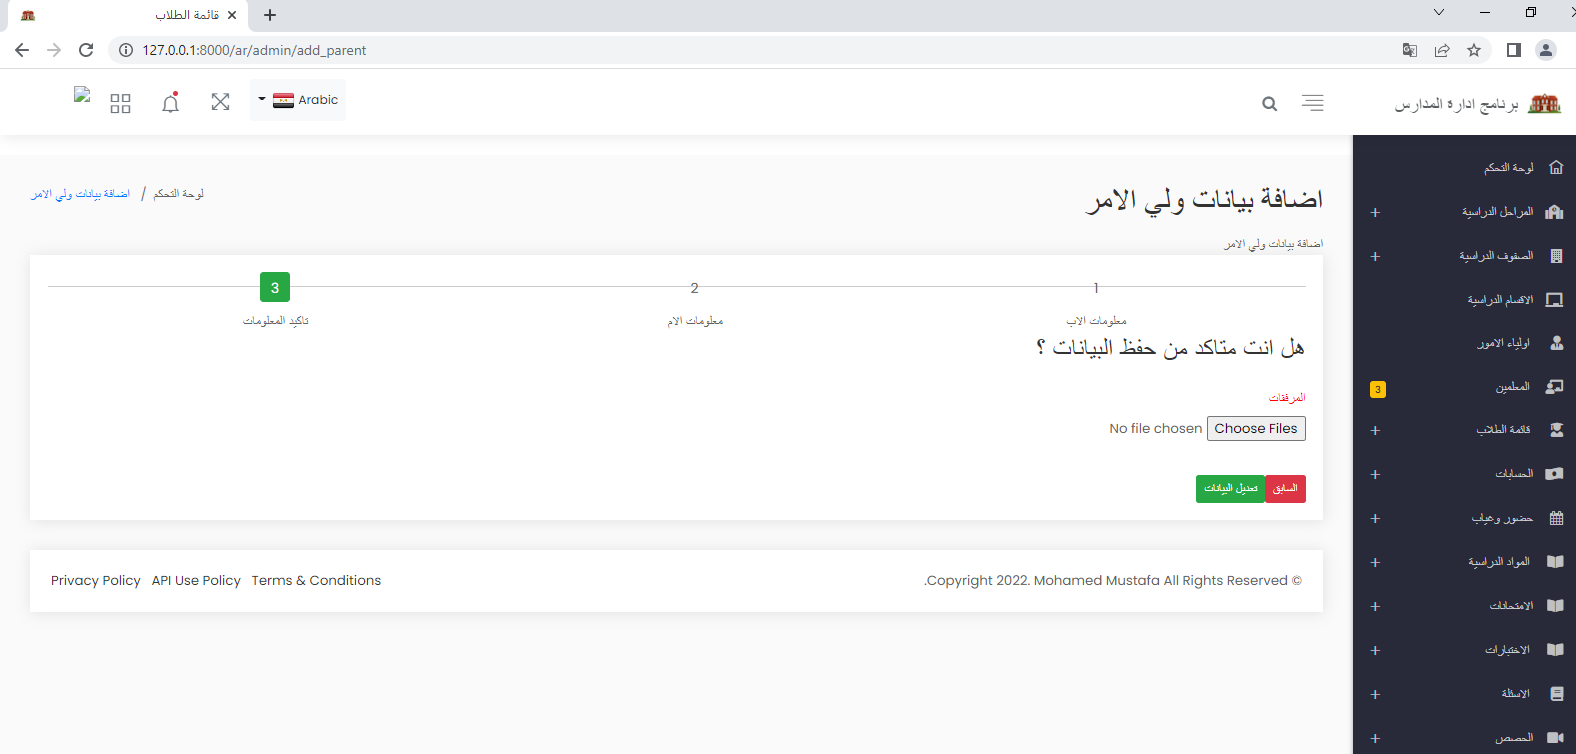 قائمة الطلاب
127.0.0.1:8000/ar/admin/add_parent
برنامج ادارة المدارس
Arabic
لوحة التحكم
المراحل الدراسية
الصفوف الدراسية
الاقسام الدراسية
اولياء الامور
المعلمين 3
قائمة الطلاب
الحسابات
حضور وغياب
المواد الدراسية
الامتحانات
الاختبارات
الاسئلة
الحصص
اضافة بيانات ولي الامر
لوحة التحكم / اضافة بيانات ولي الامر
اضافة بيانات ولي الامر
1 2 3
معلومات الاب معلومات الام تاكيد المعلومات
هل انت متاكد من حفظ البيانات ؟
المرفقات
Choose Files No file chosen
السابق تعديل البيانات
.Copyright 2022. Mohamed Mustafa All Rights Reserved ©
Privacy Policy API Use Policy Terms & Conditions